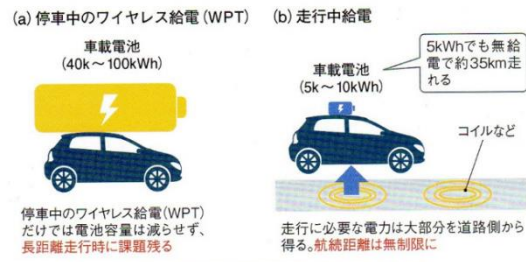 (a) 停車中のワイヤレス給電(WPT)
車載電池
(40k～100kWh)
停車中のワイヤレス給電(WPT)
だけでは電池容量は減らせず、
長距離走行時に課題残る
(b) 走行中給電
5kWhでも無給
電で約35km走
れる
車載電池
(5k～10kWh)
コイルなど
走行に必要な電力は大部分を道路側から
得る。航続距離は無制限に